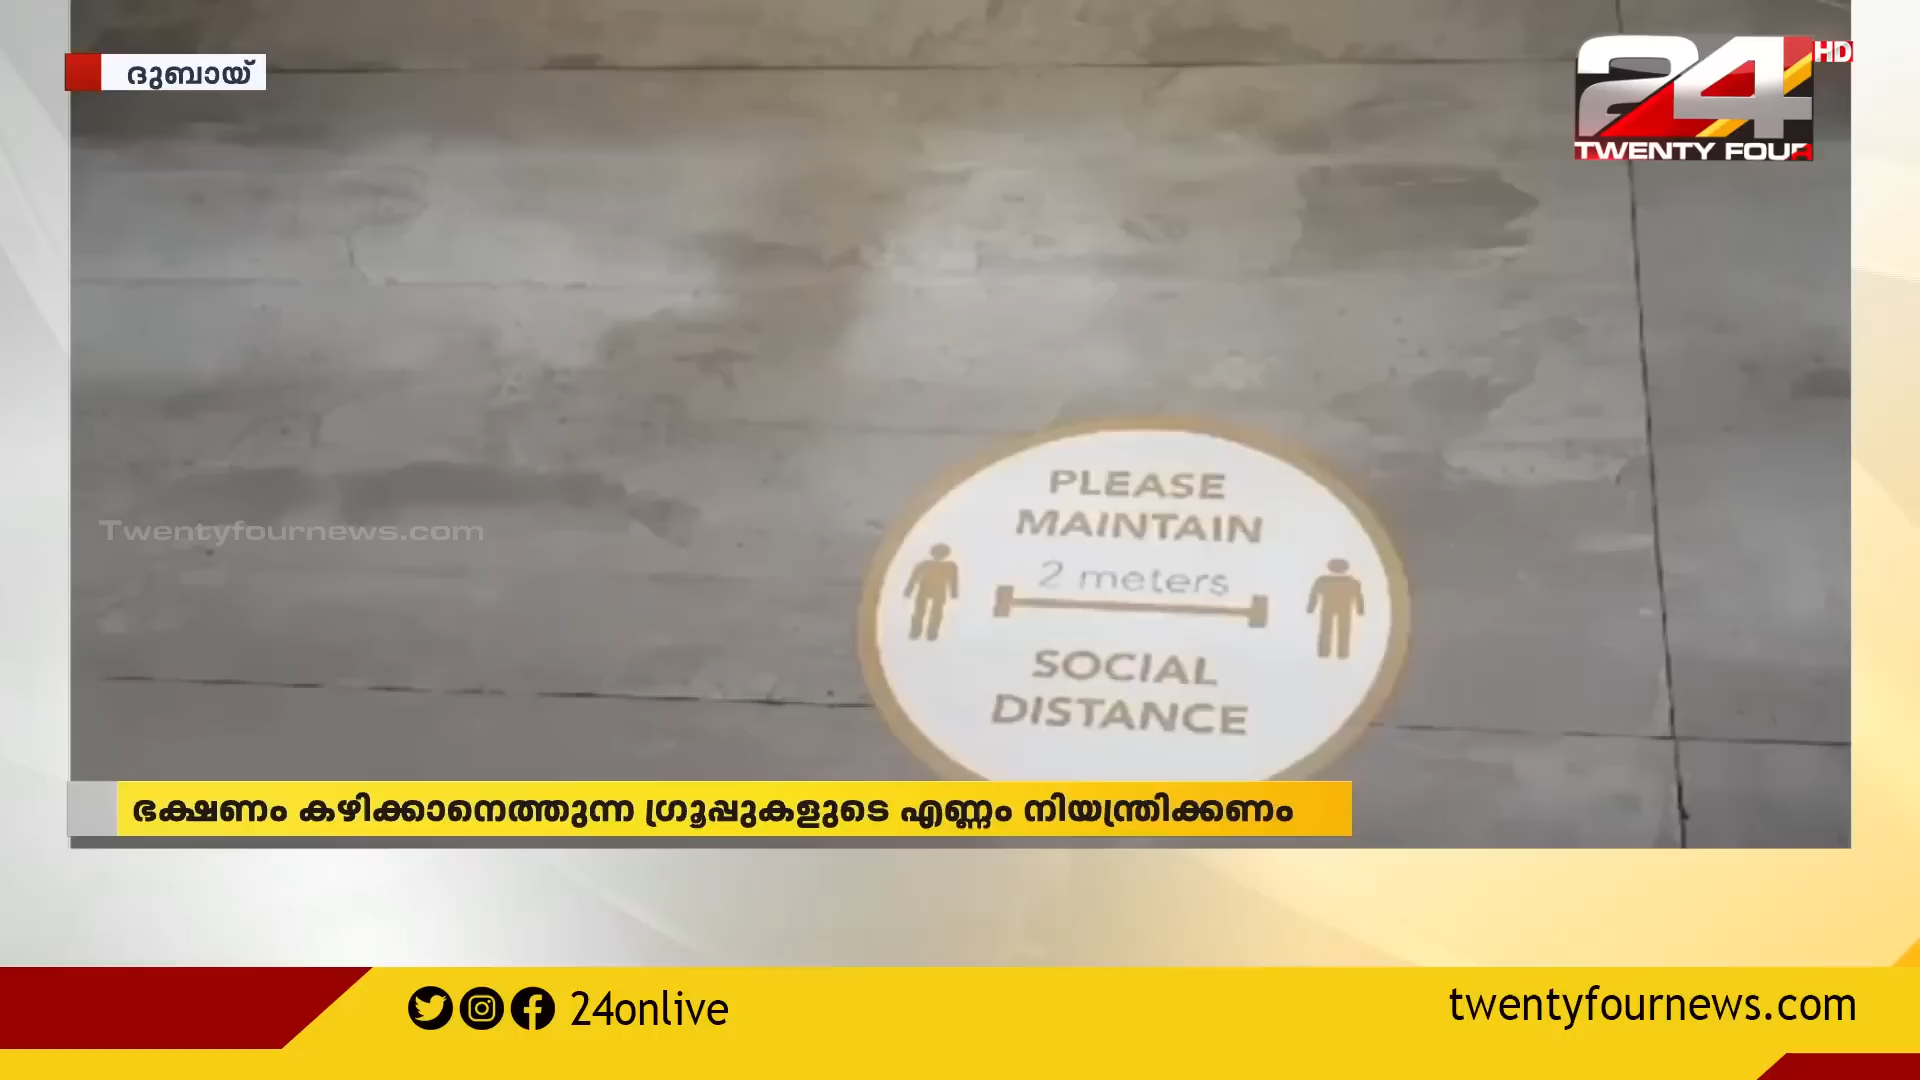 ദുബായ്
24
HD
TWENTY FOUR
Twentyfournews.com
PLEASE
MAINTAIN
2 meters
SOCIAL
DISTANCE
ഭക്ഷണം കഴിക്കാനെത്തുന്ന ഗ്രൂപ്പുകളുടെ എണ്ണം നിയന്ത്രിക്കണം
24onlive
twentyfournews.com